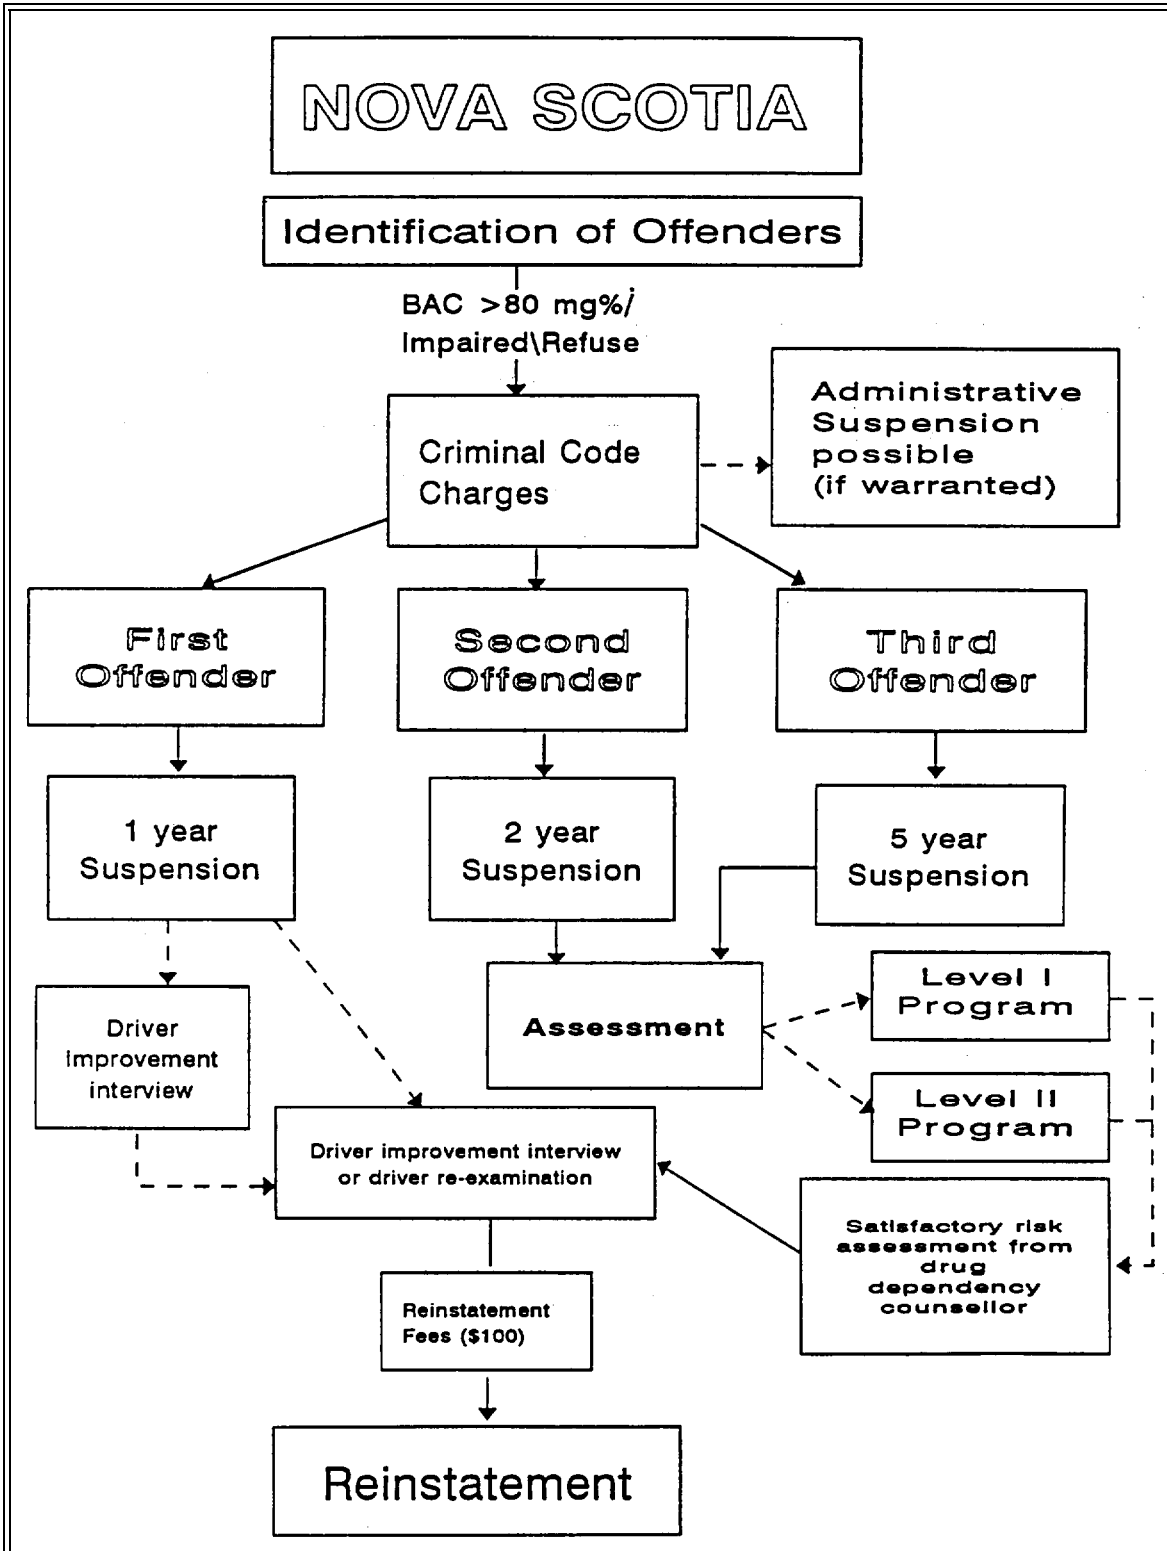 NOVA SCOTIA
Identification of Offenders
BAC >80 mg%/
Impaired\Refuse
Administrative
Suspension
possible
(if warranted)
Criminal Code
Charges
First
Offender
Second
Offender
Third
Offender
1 year
Suspension
2 year
Suspension
5 year
Suspension
Driver
Improvement
interview
Assessment
Level I
Program
Level II
Program
Driver improvement interview
or driver re-examination
Satisfactory risk
assessment from
drug
dependency
counsellor
Reinstatement
Fees ($100)
Reinstatement